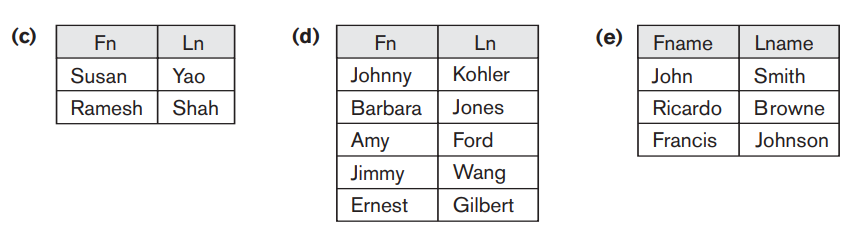 (c) Fn Ln (d) Fn Ln (e) Fname Lname
Susan Yao Johnny Kohler John Smith
Ramesh Shah Barbara Jones Ricardo Browne
Amy Ford Francis Johnson
Jimmy Wang
Ernest Gilbert